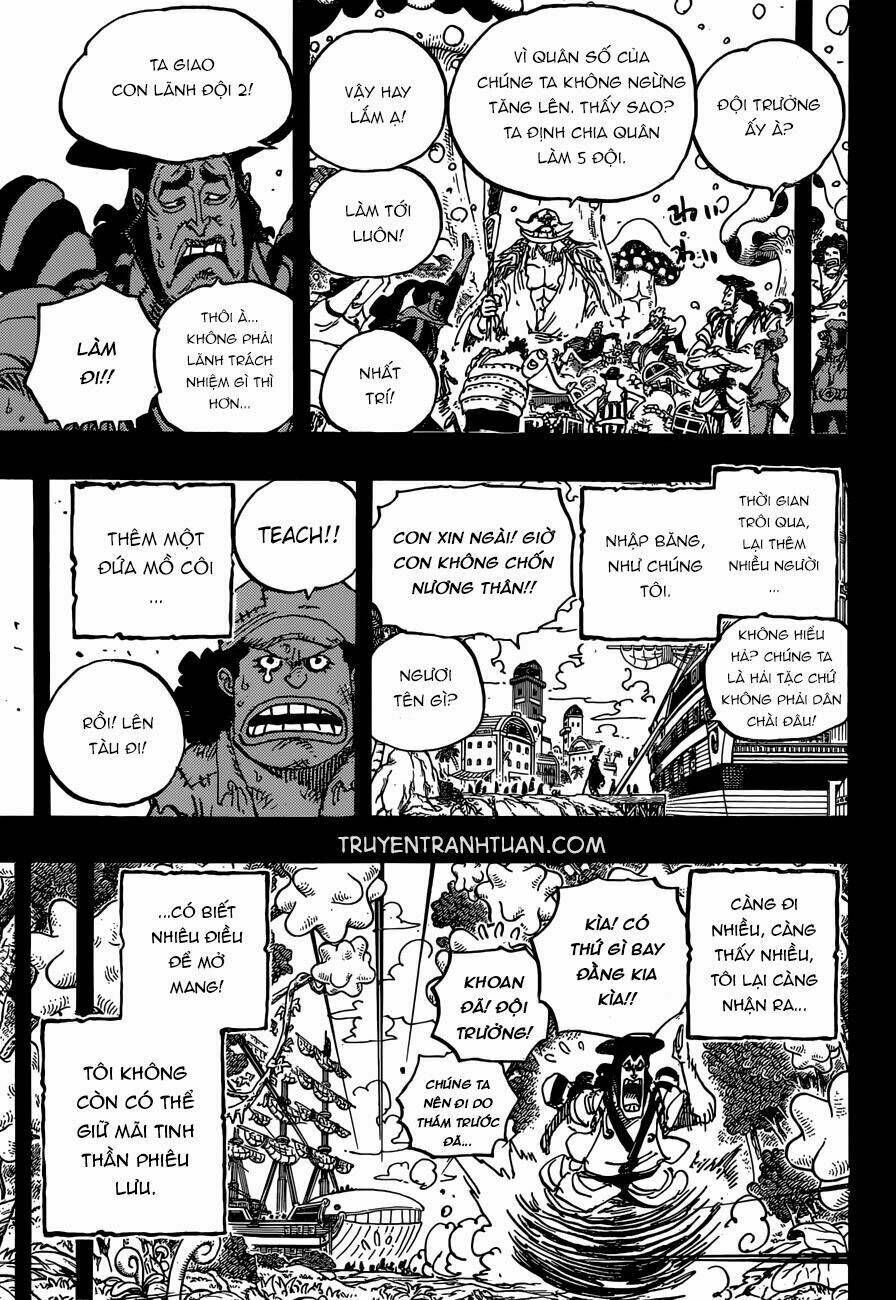 ĐỘI TRƯỞNG
ẤY À?
VÌ QUÂN SỐ CỦA
CHÚNG TA KHÔNG NGỪNG
TĂNG LÊN. THẤY SAO?
TA ĐỊNH CHIA QUÂN
LÀM 5 ĐỘI.
VẬY HAY
LẮM Ạ!
LÀM TỚI
LUÔN!
NHẤT
TRÍ!
TA GIAO
CON LÃNH ĐỘI 2!
THÔI À...
KHÔNG PHẢI
LÃNH TRÁCH
NHIỆM GÌ THÌ
HƠN...
LÀM
ĐI!!
THỜI GIAN
TRÔI QUA,
LẠI THÊM
NHIỀU NGƯỜI
...
NHẬP BĂNG,
NHƯ CHÚNG
TÔI.
KHÔNG HIỂU
HẢ? CHÚNG TA
LÀ HẢI TẶC CHỨ
KHÔNG PHẢI DÂN
CHÀI ĐÂU!
CON XIN NGÀI! GIỜ
CON KHÔNG CHỐN
NƯƠNG THÂN!!
NGƯƠI
TÊN GÌ?
TEACH!!
THÊM MỘT
ĐỨA MỒ CÔI
...
RỒI! LÊN
TÀU ĐI!
TRUYENTRANHTUAN.COM
CÀNG ĐI
NHIỀU, CÀNG
THẤY NHIỀU,
TÔI LẠI CÀNG
NHẬN RA...
KÌA! CÓ
THỨ GÌ BAY
ĐẰNG KIA
KÌA!!
KHOAN
ĐÃ! ĐỘI
TRƯỞNG!
CHÚNG TA
NÊN ĐI DO
THÁM TRƯỚC
ĐÃ...
...CÓ BIẾT
NHIÊU ĐIỀU
ĐỂ MỞ
MANG!
TÔI KHÔNG
CÒN CÓ THỂ
GIỮ MÃI TINH
THẦN PHIÊU
LƯU.